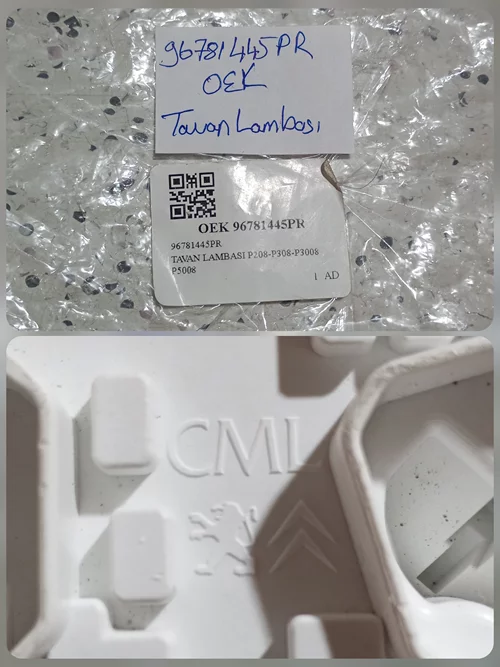 96781445PR
OEK
Tavan Lambası
OEK 96781445PR
96781445PR
TAVAN LAMBASI P208-P308-P3008
P5008
1 AD
CML